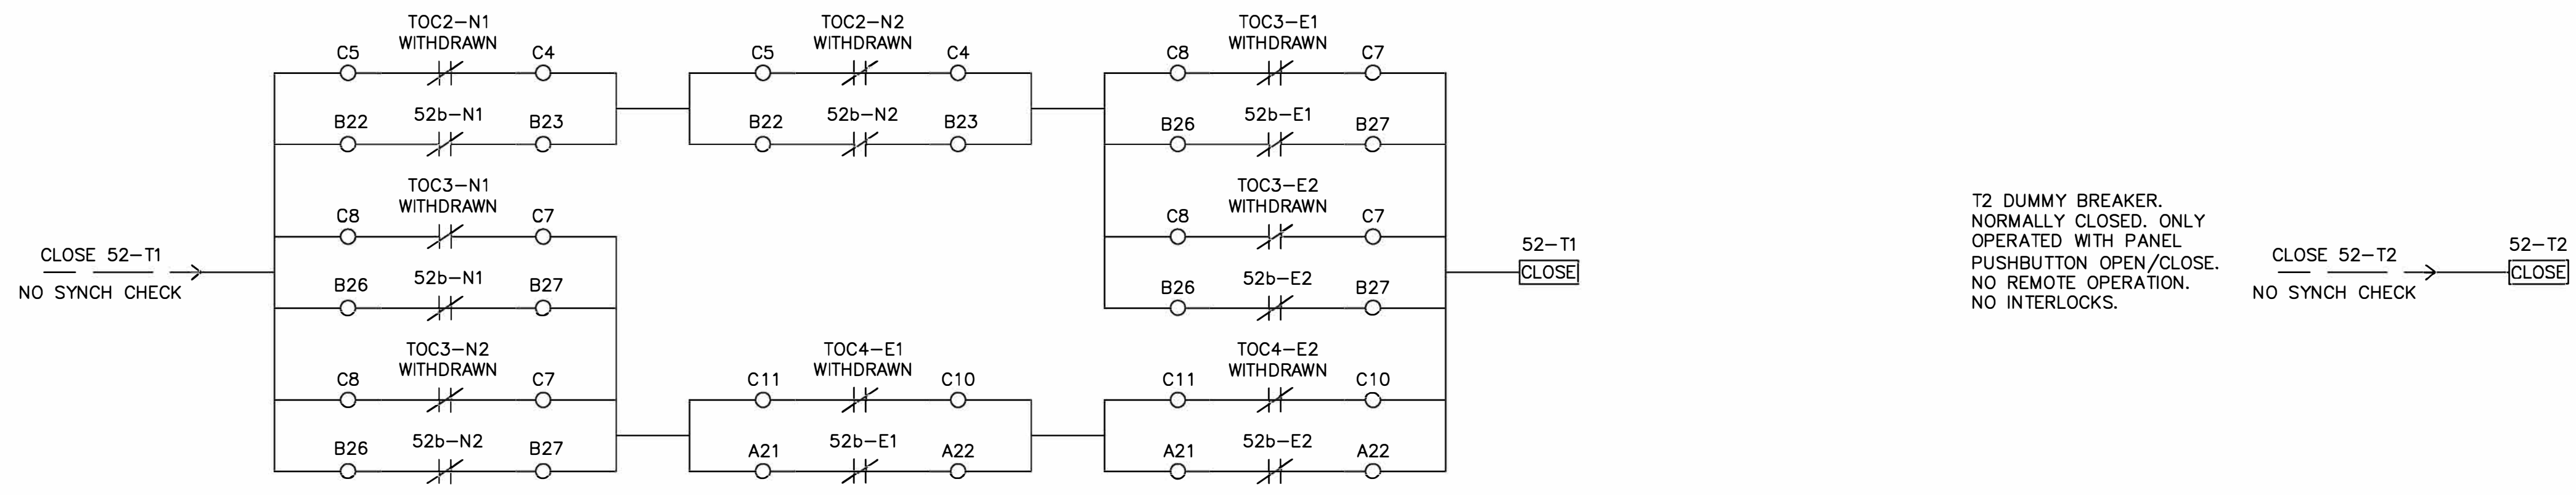 TOC2-N1
WITHDRAWN
TOC2-N2
WITHDRAWN
TOC3-E1
WITHDRAWN
C5
C4
C5
C4
C8
C7
B22
52b-N1
B23
B22
52b-N2
B23
B26
52b-E1
B27
TOC3-N1
WITHDRAWN
TOC3-E2
WITHDRAWN
C8
C7
C8
C7
CLOSE 52-T1
NO SYNCH CHECK
B26
52b-N1
B27
B26
52b-E2
B27
52-T1
CLOSE
TOC3-N2
WITHDRAWN
TOC4-E1
WITHDRAWN
TOC4-E2
WITHDRAWN
C8
C7
C11
C10
C11
C10
B26
52b-N2
B27
A21
52b-E1
A22
A21
52b-E2
A22
T2 DUMMY BREAKER.
NORMALLY CLOSED. ONLY
OPERATED WITH PANEL
PUSHBUTTON OPEN/CLOSE.
NO REMOTE OPERATION.
NO INTERLOCKS.
CLOSE 52-T2
NO SYNCH CHECK
52-T2
CLOSE